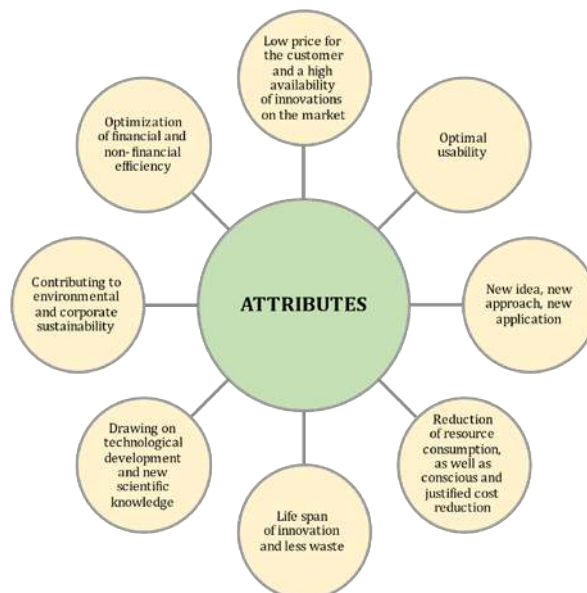 Low price for
the customer
and a high
availability
of innovations
on the market
Optimal
usability
New idea, new
approach, new
application
Reduction
of resource
consumption,
as well as
conscious and
justified cost
reduction
Life span
of innovation
and less waste
Drawing on
technological
development
and new
scientific
knowledge
Contributing to
environmental
and corporate
sustainability
Optimization
of financial and
non-financial
efficiency
ATTRIBUTES